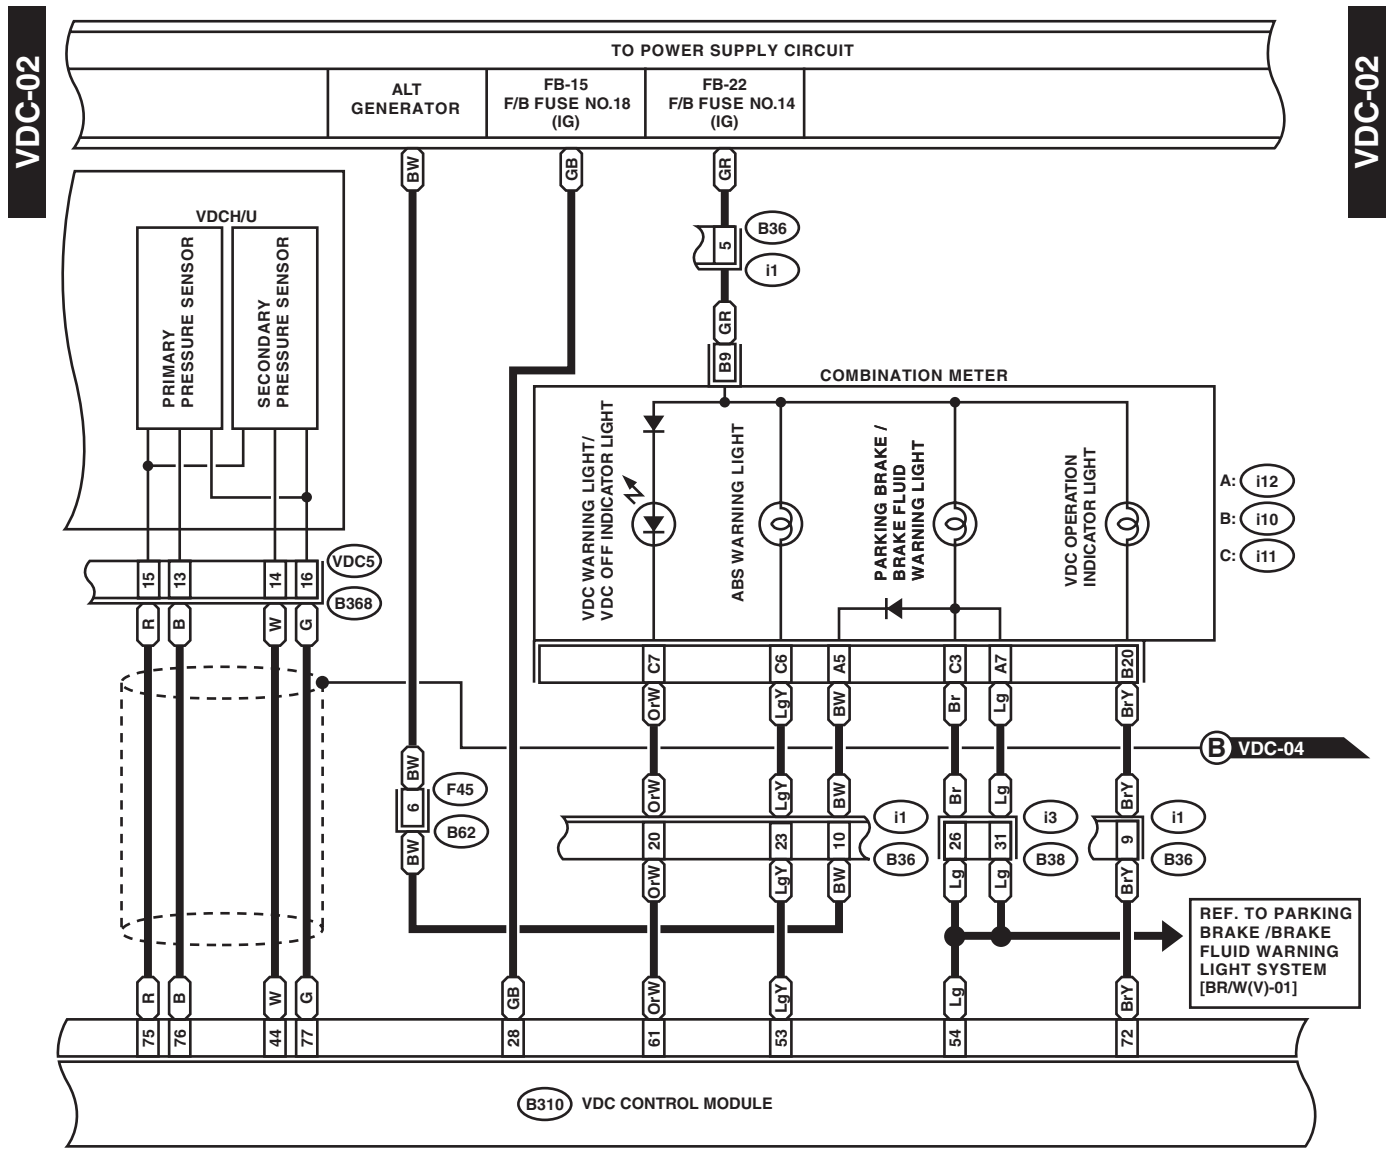 VDC-02
VDC-02
TO POWER SUPPLY CIRCUIT
ALT
GENERATOR
FB-15
F/B FUSE NO.18
(IG)
FB-22
F/B FUSE NO.14
(IG)
BW
GB
GR
VDCH/U
PRIMARY
PRESSURE SENSOR
SECONDARY
PRESSURE SENSOR
5
B36
i1
GR
B9
COMBINATION METER
VDC WARNING LIGHT/
VDC OFF INDICATOR LIGHT
ABS WARNING LIGHT
PARKING BRAKE /
BRAKE FLUID
WARNING LIGHT
VDC OPERATION
INDICATOR LIGHT
A: i12
B: i10
C: i11
15
13
14
16
VDC5
B368
R
B
W
G
C7
C6
A5
C3
A7
B20
OrW
LgY
BW
Br
Lg
BrY
B VDC-04
BW
6
F45
B62
BW
OrW
LgY
BW
Br
Lg
BrY
20
23
10
i1
B36
26
31
i3
B38
9
i1
B36
OrW
LgY
BW
Lg
Lg
BrY
REF. TO PARKING
BRAKE /BRAKE
FLUID WARNING
LIGHT SYSTEM
[BR/W(V)-01]
R
B
W
G
GB
OrW
LgY
Lg
BrY
75
76
44
77
28
61
53
54
72
B310 VDC CONTROL MODULE